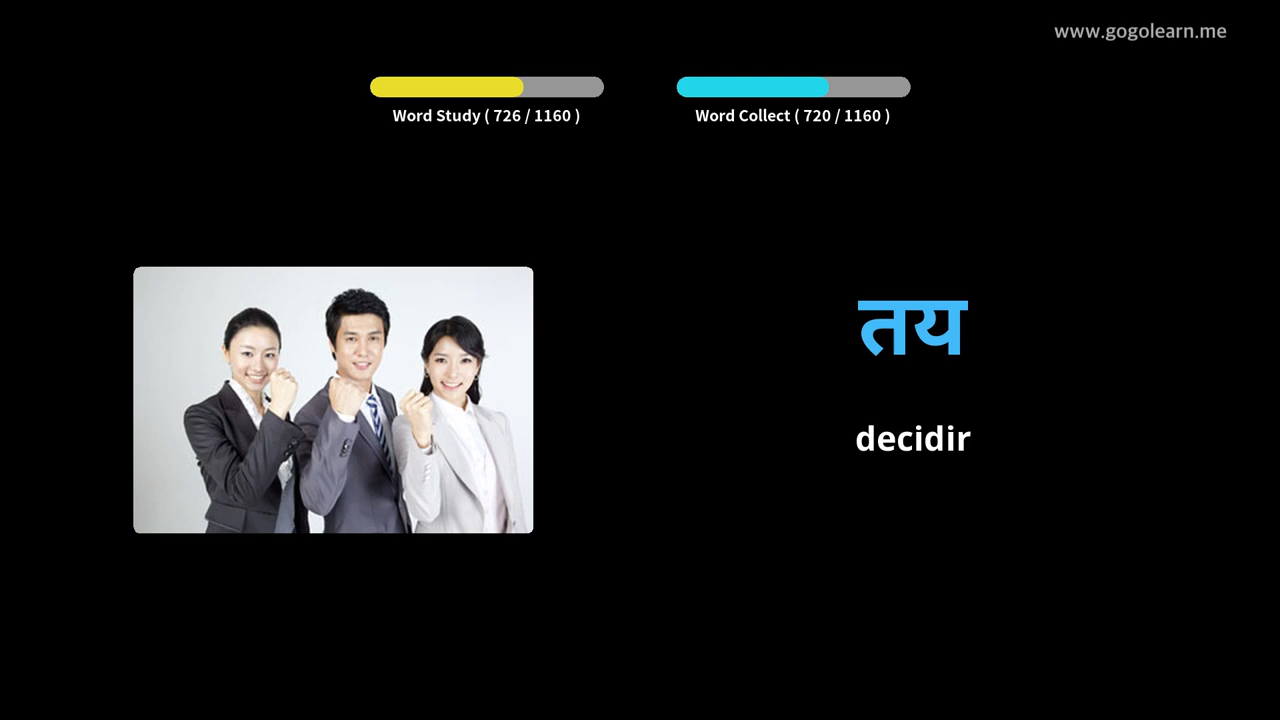 www.gogolearn.me
Word Study ( 726 / 1160 )
Word Collect ( 720 / 1160 )
तय
decidir